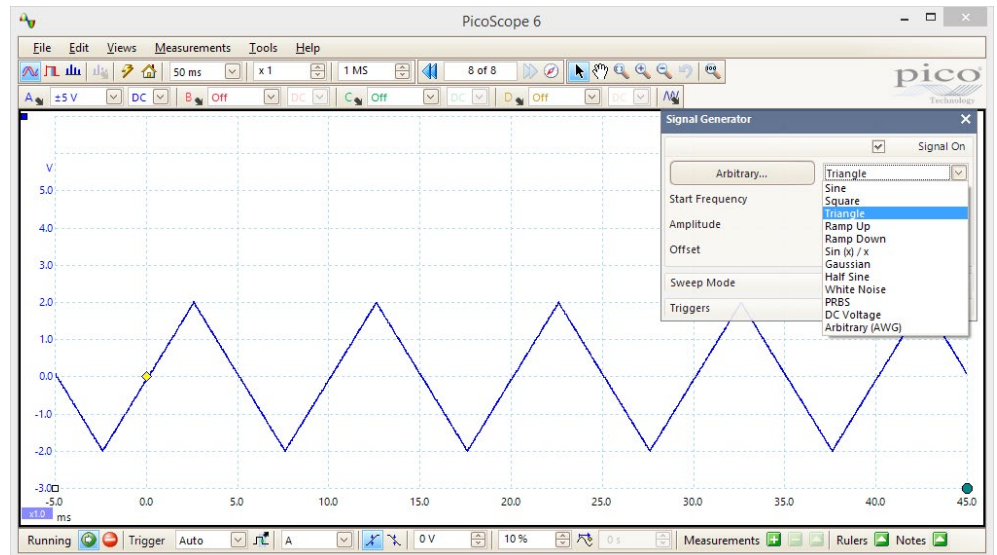 PicoScope 6
File Edit Views Measurements Tools Help
50 ms x 1 1 MS 8 of 8
pico
Technology
A ±5 V DC B Off DC C Off DC D Off DC
Signal Generator
Signal On
Arbitrary... Triangle
Sine
Start Frequency Square
Triangle
Amplitude Ramp Up
Ramp Down
Offset Sin (x) / x
Gaussian
Sweep Mode Half Sine
White Noise
Triggers PRBS
DC Voltage
Arbitrary (AWG)
V
5.0
4.0
3.0
2.0
1.0
0.0
-1.0
-2.0
-3.0
-5.0 0.0 5.0 10.0 15.0 20.0 25.0 30.0 35.0 40.0 45.0
x1.0 ms
Running Trigger Auto A 0 V 10 % 0 s Measurements Rulers Notes